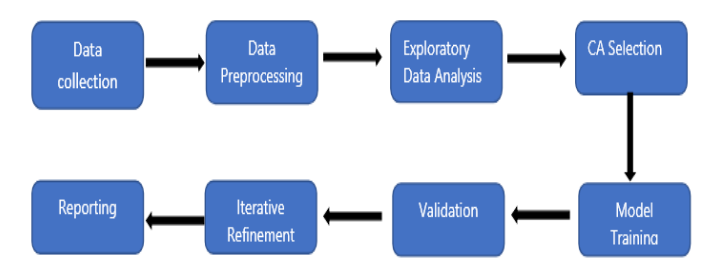 Data
collection
Data
Preprocessing
Exploratory
Data Analysis
CA Selection
Model
Training
Validation
Iterative
Refinement
Reporting